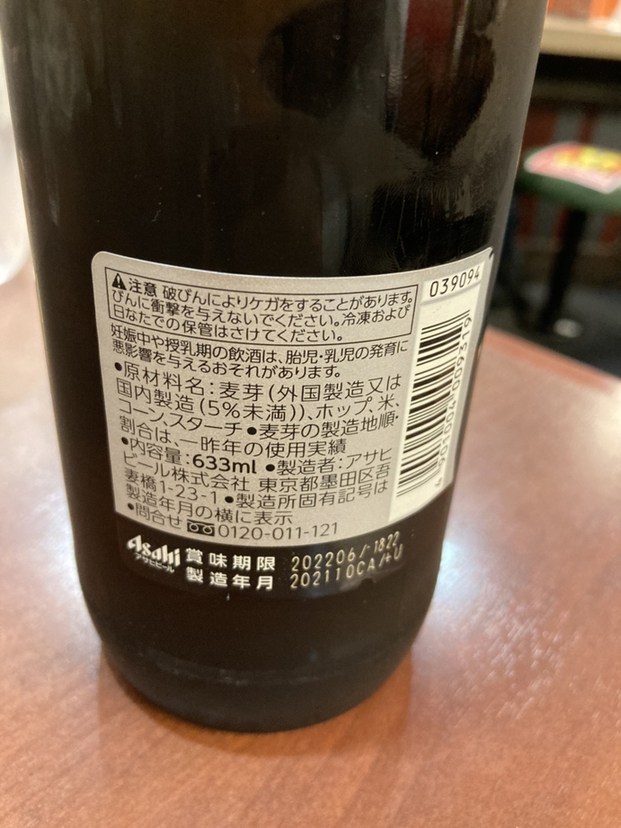 ⚠注意 破びんによりケガをすることがあります。
びんに衝撃を与えないでください。冷凍および
日なたでの保管はさけてください。
妊娠中や授乳期の飲酒は、胎児・乳児の発育に
悪影響を与えるおそれがあります。
●原材料名:麦芽(外国製造又は
国内製造(5%未満))、ホップ、米、
コーン、スターチ ●麦芽の製造地順・
割合は、一昨年の使用実績
●内容量:633ml ●製造者:アサヒ
ビール株式会社 東京都墨田区吾
妻橋1-23-1 ●製造所固有記号は
製造年月の横に表示
●問合せ 0120-011-121
039094
Asahi
アサヒビール
賞味期限 202206/ 1822
製造年月 202110CA/+U